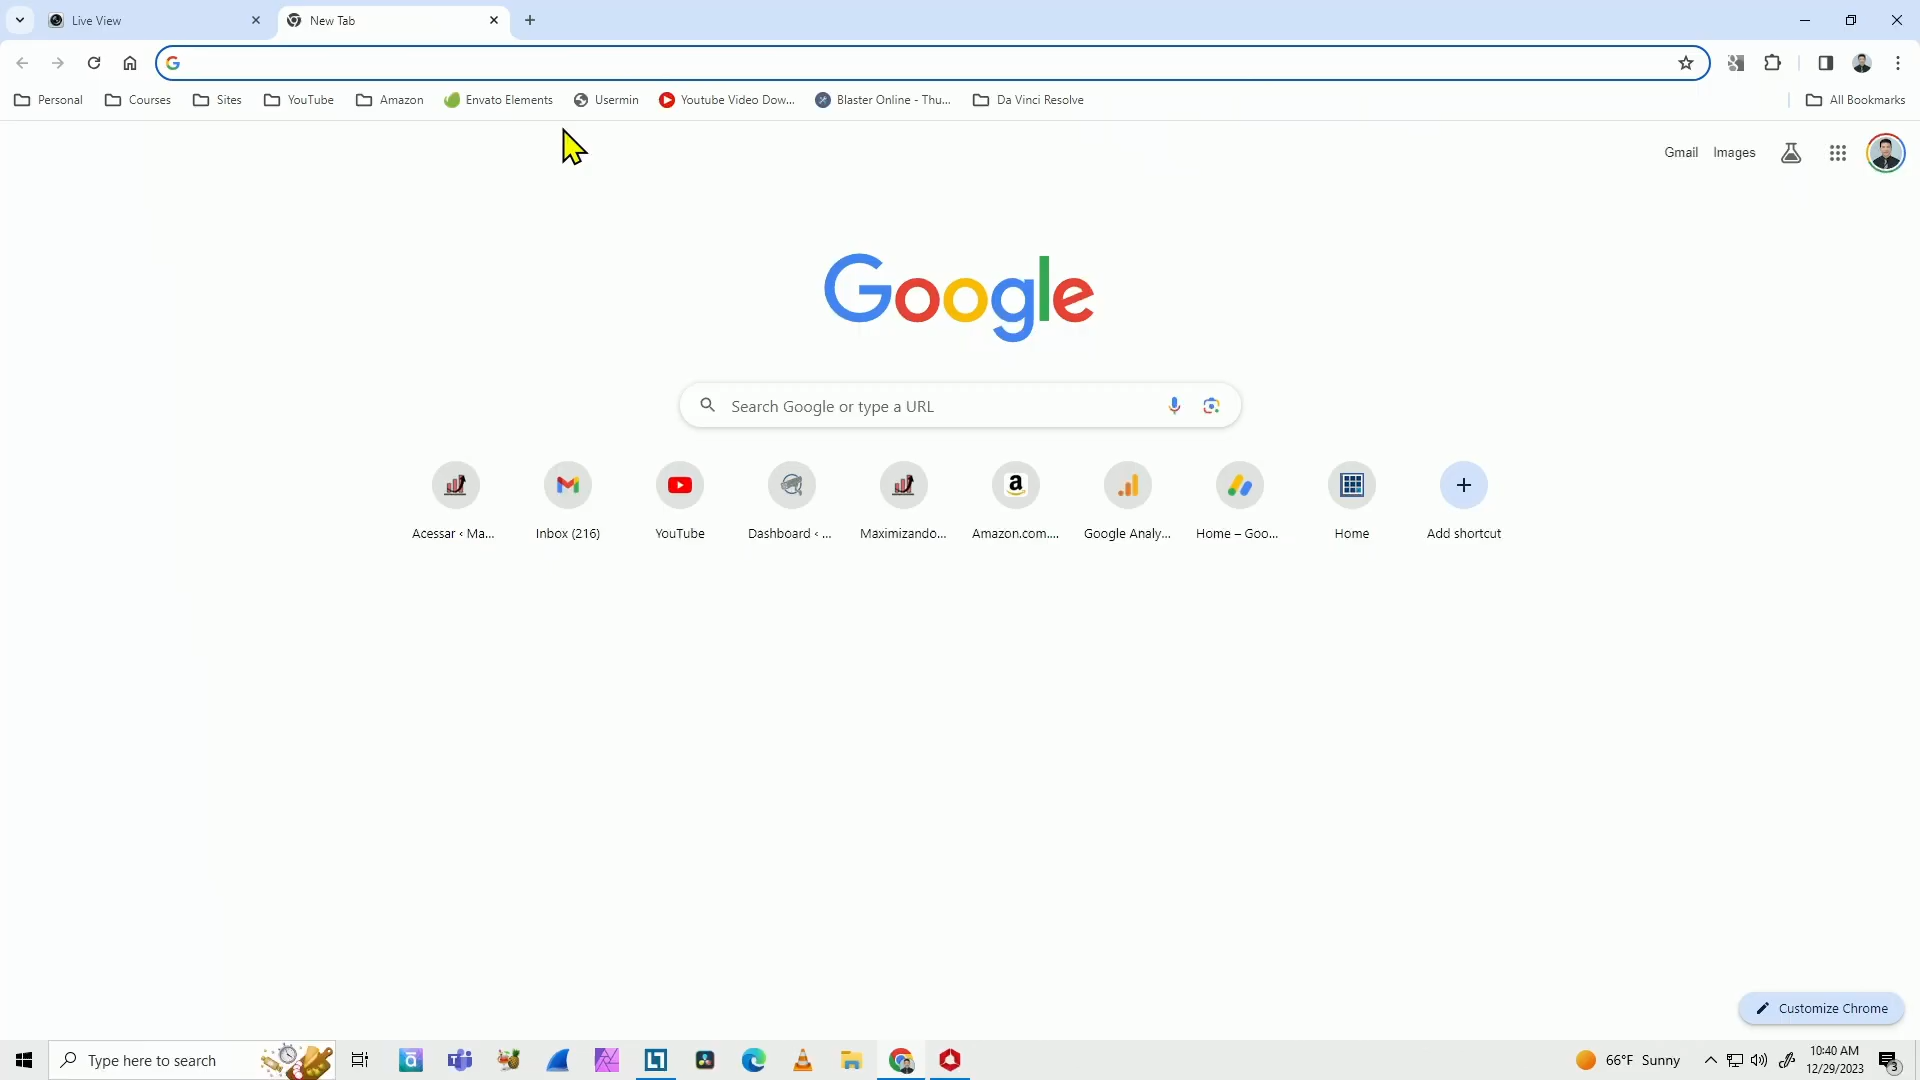 Live View
New Tab
Personal
Courses
Sites
YouTube
Amazon
Envato Elements
Usermin
Youtube Video Dow...
Blaster Online - Thu...
Da Vinci Resolve
All Bookmarks
Gmail
Images
Google
Search Google or type a URL
Acessar ‹ Ma...
Inbox (216)
YouTube
Dashboard ‹ ...
Maximizando...
Amazon.com....
Google Analy...
Home – Goo...
Home
Add shortcut
Customize Chrome
Type here to search
66°F Sunny
10:40 AM
12/29/2023
3